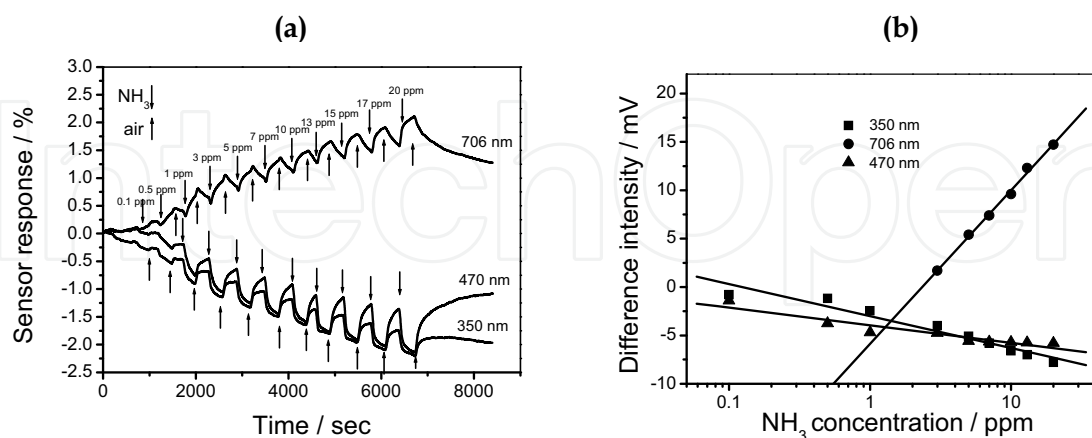 (a)
(b)
3.0
2.5
2.0
1.5
1.0
0.5
0.0
-0.5
-1.0
-1.5
-2.0
-2.5
Sensor response / %
NH3
air
0.1 ppm
0.5 ppm
1 ppm
3 ppm
5 ppm
7 ppm
10 ppm
13 ppm
15 ppm
17 ppm
20 ppm
706 nm
470 nm
350 nm
0 2000 4000 6000 8000
Time / sec
20
15
10
5
0
-5
-10
Difference intensity / mV
350 nm
706 nm
470 nm
0.1 1 10
NH3 concentration / ppm
IntechOpen